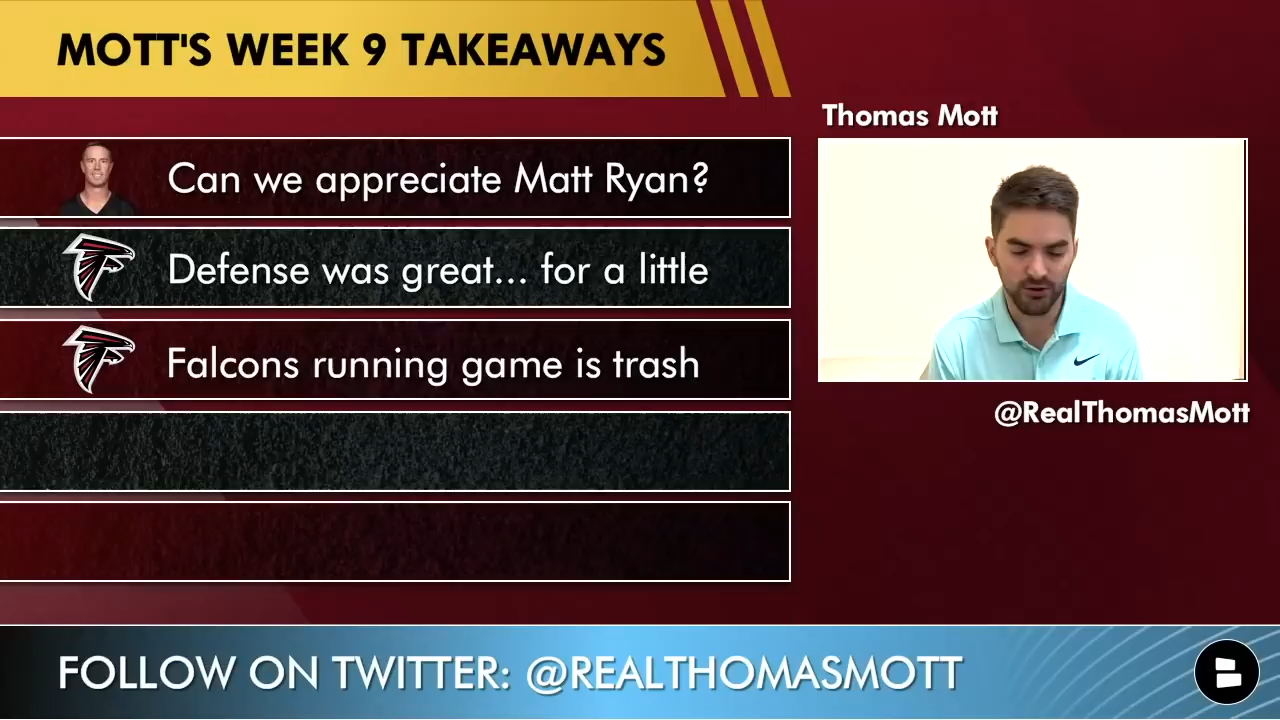 MOTT'S WEEK 9 TAKEAWAYS
Thomas Mott
Can we appreciate Matt Ryan?
Defense was great... for a little
Falcons running game is trash
@RealThomasMott
FOLLOW ON TWITTER: @REALTHOMASMOTT